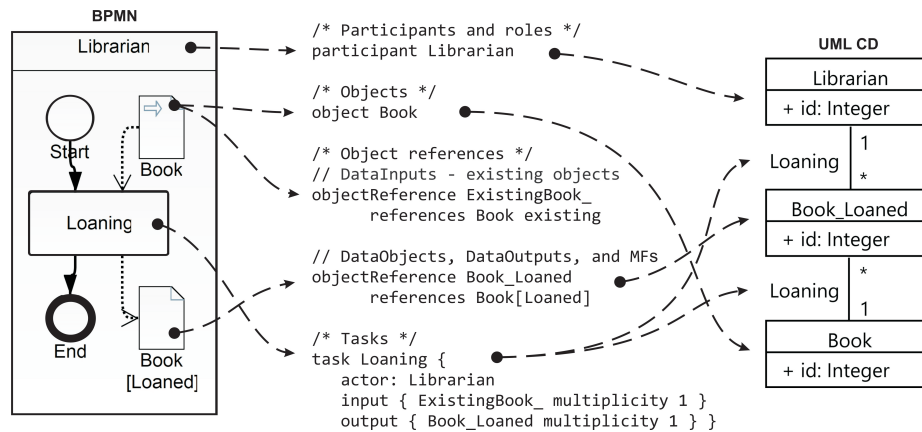 BPMN
Librarian
Start
Book
Loaning
End
Book
[Loaned]
/* Participants and roles */
participant Librarian
/* Objects */
object Book
/* Object references */
// DataInputs - existing objects
objectReference ExistingBook_
references Book existing
// DataObjects, DataOutputs, and MFs
objectReference Book_Loaned
references Book[Loaned]
/* Tasks */
task Loaning {
actor: Librarian
input { ExistingBook_ multiplicity 1 }
output { Book_Loaned multiplicity 1 } }
UML CD
Librarian
+ id: Integer
1
Loaning
*
Book_Loaned
+ id: Integer
*
Loaning
1
Book
+ id: Integer